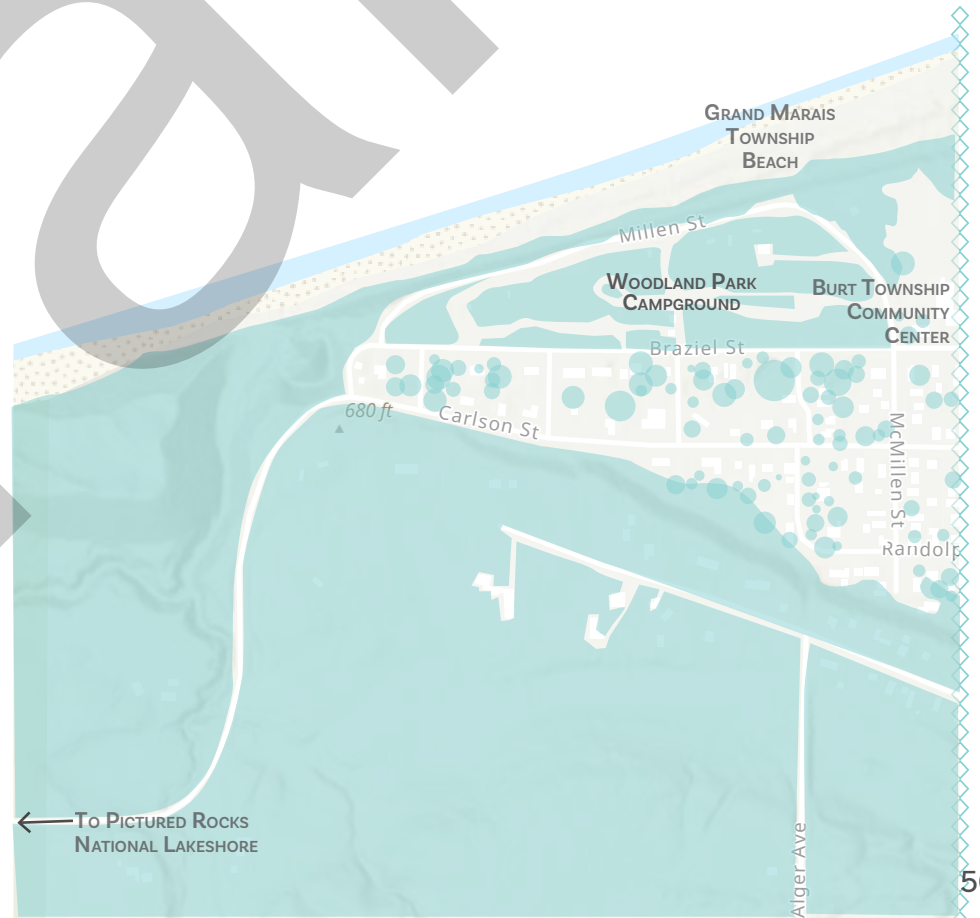 GRAND MARAIS
TOWNSHIP
BEACH
Millen St
WOODLAND PARK
CAMPGROUND
BURT TOWNSHIP
COMMUNITY
CENTER
Braziel St
680 ft
Carlson St
McMillen St
Randolp
TO PICTURED ROCKS
NATIONAL LAKESHORE
Alger Ave